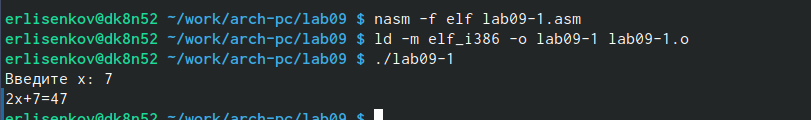 erlisenkov@dk8n52 ~/work/arch-pc/lab09 $ nasm -f elf lab09-1.asm
erlisenkov@dk8n52 ~/work/arch-pc/lab09 $ ld -m elf_i386 -o lab09-1 lab09-1.o
erlisenkov@dk8n52 ~/work/arch-pc/lab09 $ ./lab09-1
Введите x: 7
2x+7=47
erlisenkov@dk8n52 ~/work/arch-pc/lab09 $